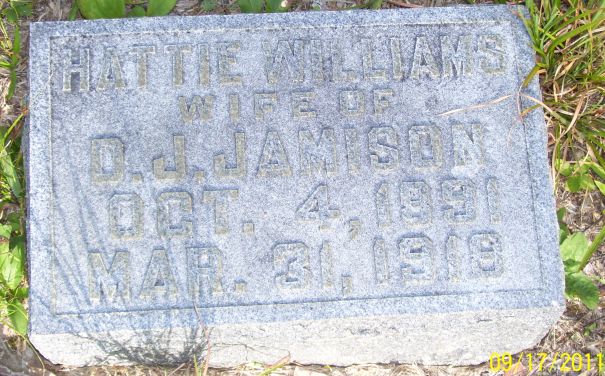 HATTIE WILLIAMS
WIFE OF
D.J. JAMISON
OCT. 4, 1891
MAR. 31, 1918
09/17/2011